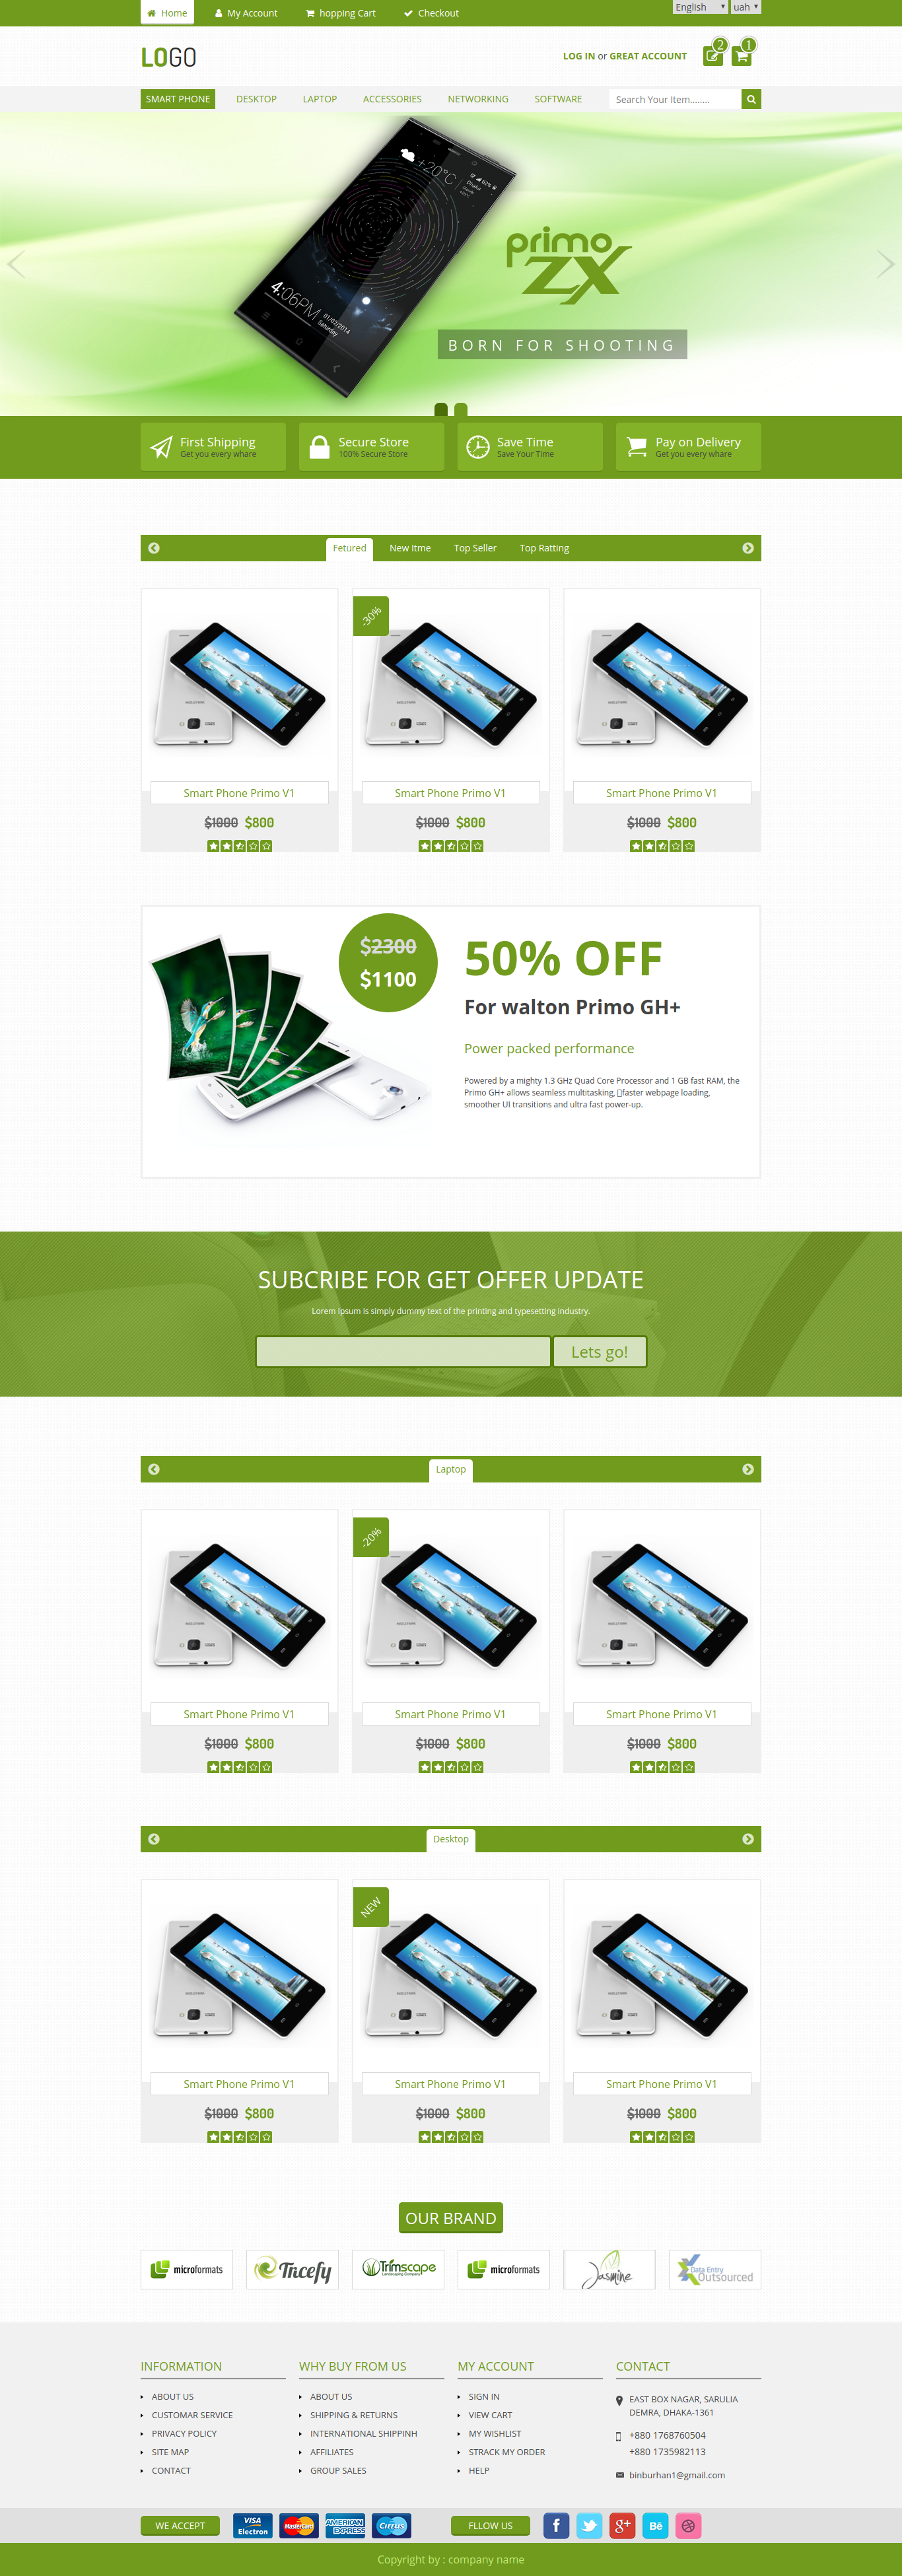 Home My Account hopping Cart Checkout English uah
LOGO
LOG IN or GREAT ACCOUNT 2 1
SMART PHONE DESKTOP LAPTOP ACCESSORIES NETWORKING SOFTWARE Search Your Item........
+20°C
62%
Dhaka
4:06PM
01/07/2014
Saturday
primo
ZX
BORN FOR SHOOTING
First Shipping
Get you every whare
Secure Store
100% Secure Store
Save Time
Save Your Time
Pay on Delivery
Get you every whare
Fetured New Itme Top Seller Top Ratting
-30%
Smart Phone Primo V1 Smart Phone Primo V1 Smart Phone Primo V1
$1000 $800 $1000 $800 $1000 $800
$2300
$1100
50% OFF
For walton Primo GH+
Power packed performance
Powered by a mighty 1.3 GHz Quad Core Processor and 1 GB fast RAM, the
Primo GH+ allows seamless multitasking, faster webpage loading,
smoother UI transitions and ultra fast power-up.
SUBCRIBE FOR GET OFFER UPDATE
Lorem Ipsum is simply dummy text of the printing and typesetting industry.
Lets go!
Laptop
-20%
Smart Phone Primo V1 Smart Phone Primo V1 Smart Phone Primo V1
$1000 $800 $1000 $800 $1000 $800
Desktop
NEW
Smart Phone Primo V1 Smart Phone Primo V1 Smart Phone Primo V1
$1000 $800 $1000 $800 $1000 $800
OUR BRAND
microformats
Tricefy
Trimscape
Landscaping Company
microformats
Jasmine
Data Entry
Outsourced
INFORMATION
ABOUT US
CUSTOMAR SERVICE
PRIVACY POLICY
SITE MAP
CONTACT
WHY BUY FROM US
ABOUT US
SHIPPING & RETURNS
INTERNATIONAL SHIPPINH
AFFILIATES
GROUP SALES
MY ACCOUNT
SIGN IN
VIEW CART
MY WISHLIST
STRACK MY ORDER
HELP
CONTACT
EAST BOX NAGAR, SARULIA
DEMRA, DHAKA-1361
+880 1768760504
+880 1735982113
binburhan1@gmail.com
WE ACCEPT
VISA
Electron
MasterCard
AMERICAN
EXPRESS
Cirrus
FLLOW US
f
g+
Bē
Copyright by : company name